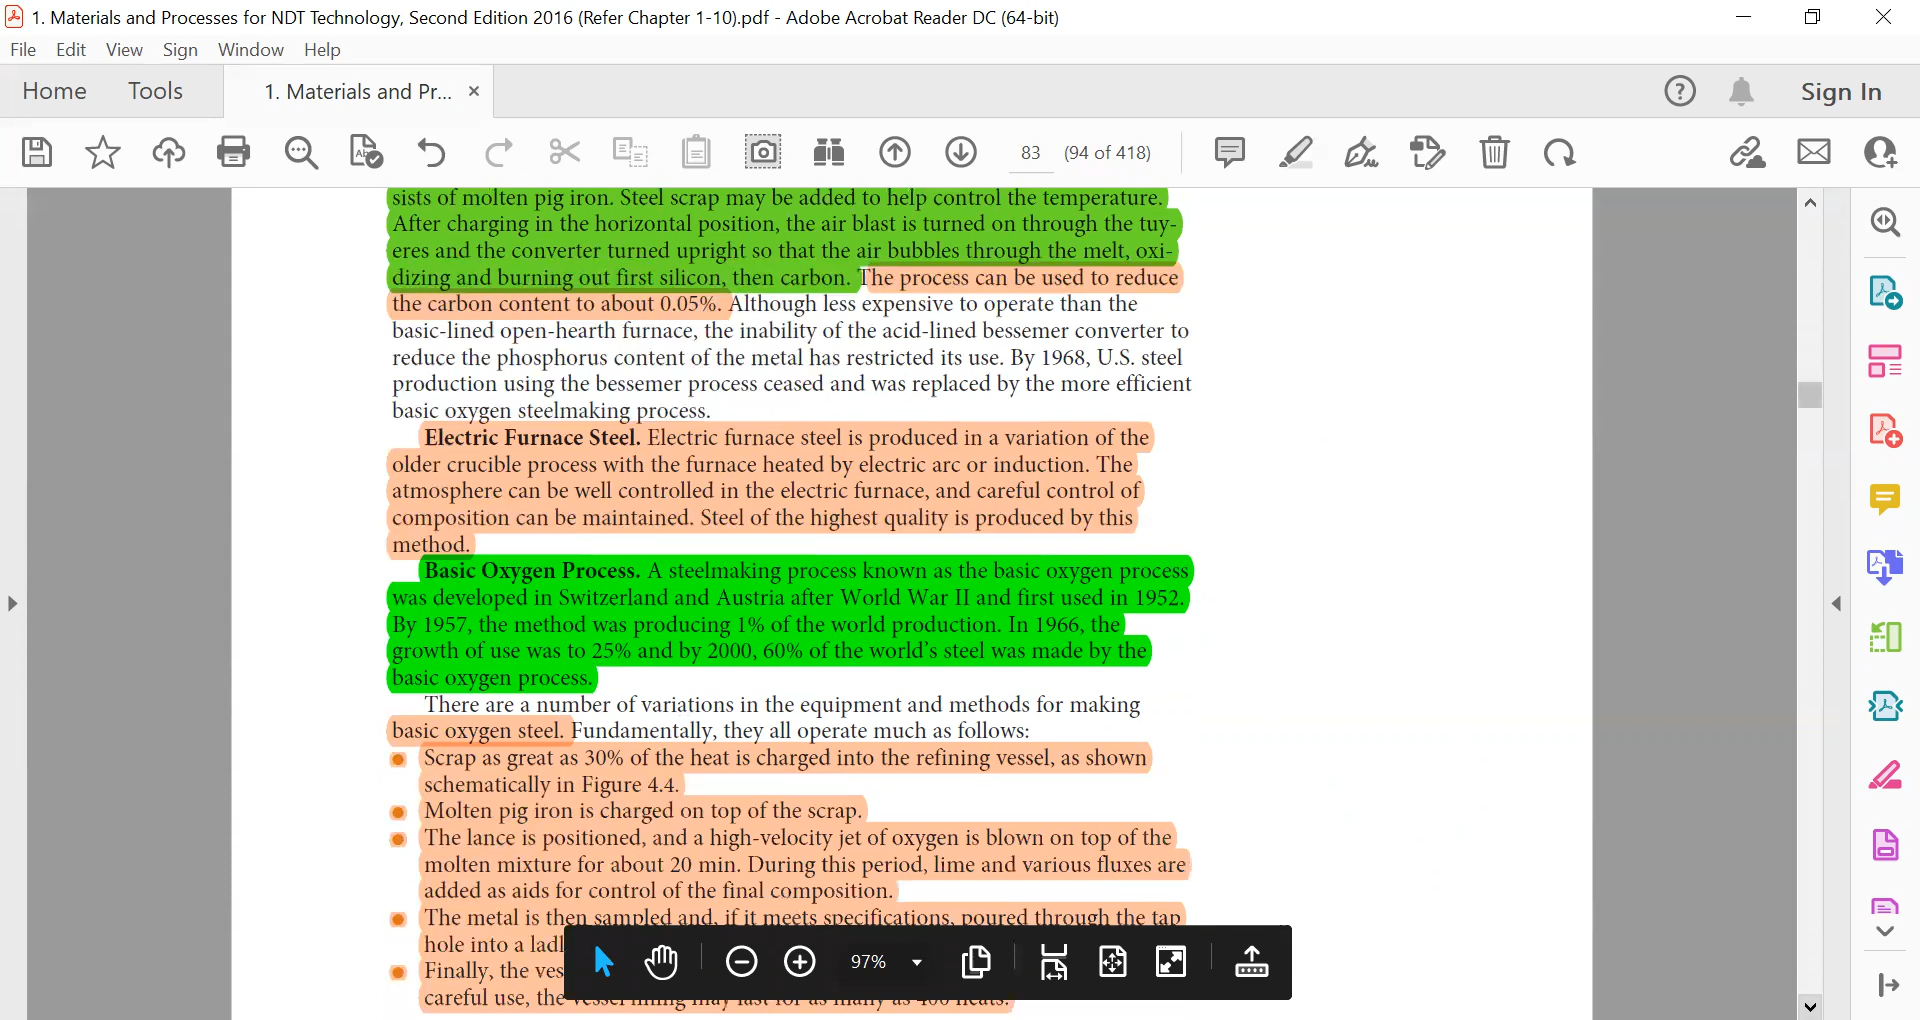 1. Materials and Processes for NDT Technology, Second Edition 2016 (Refer Chapter 1-10).pdf - Adobe Acrobat Reader DC (64-bit)
File Edit View Sign Window Help
Home Tools 1. Materials and Pr... × Sign In
83 (94 of 418)
sists of molten pig iron. Steel scrap may be added to help control the temperature.
After charging in the horizontal position, the air blast is turned on through the tuy-
eres and the converter turned upright so that the air bubbles through the melt, oxi-
dizing and burning out first silicon, then carbon. The process can be used to reduce
the carbon content to about 0.05%. Although less expensive to operate than the
basic-lined open-hearth furnace, the inability of the acid-lined bessemer converter to
reduce the phosphorus content of the metal has restricted its use. By 1968, U.S. steel
production using the bessemer process ceased and was replaced by the more efficient
basic oxygen steelmaking process.
Electric Furnace Steel. Electric furnace steel is produced in a variation of the
older crucible process with the furnace heated by electric arc or induction. The
atmosphere can be well controlled in the electric furnace, and careful control of
composition can be maintained. Steel of the highest quality is produced by this
method.
Basic Oxygen Process. A steelmaking process known as the basic oxygen process
was developed in Switzerland and Austria after World War II and first used in 1952.
By 1957, the method was producing 1% of the world production. In 1966, the
growth of use was to 25% and by 2000, 60% of the world's steel was made by the
basic oxygen process.
There are a number of variations in the equipment and methods for making
basic oxygen steel. Fundamentally, they all operate much as follows:
Scrap as great as 30% of the heat is charged into the refining vessel, as shown
schematically in Figure 4.4.
Molten pig iron is charged on top of the scrap.
The lance is positioned, and a high-velocity jet of oxygen is blown on top of the
molten mixture for about 20 min. During this period, lime and various fluxes are
added as aids for control of the final composition.
The metal is then sampled and, if it meets specifications, poured through the tap
hole into a ladl
Finally, the ves
careful use, the vessel lining may last for as many as 400 heats.
97%